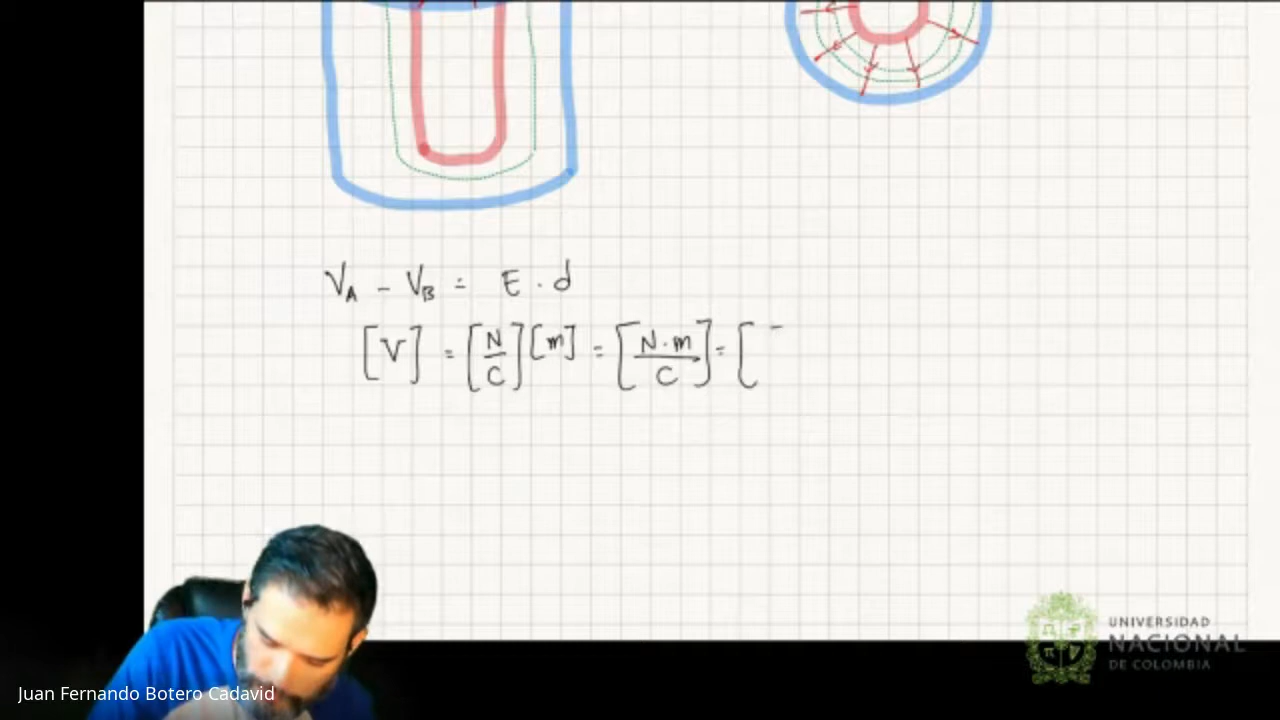 V_A - V_B = E · d
[V] = [N/C] [m] = [N·m/C] = [
UNIVERSIDAD
NACIONAL
DE COLOMBIA
Juan Fernando Botero Cadavid